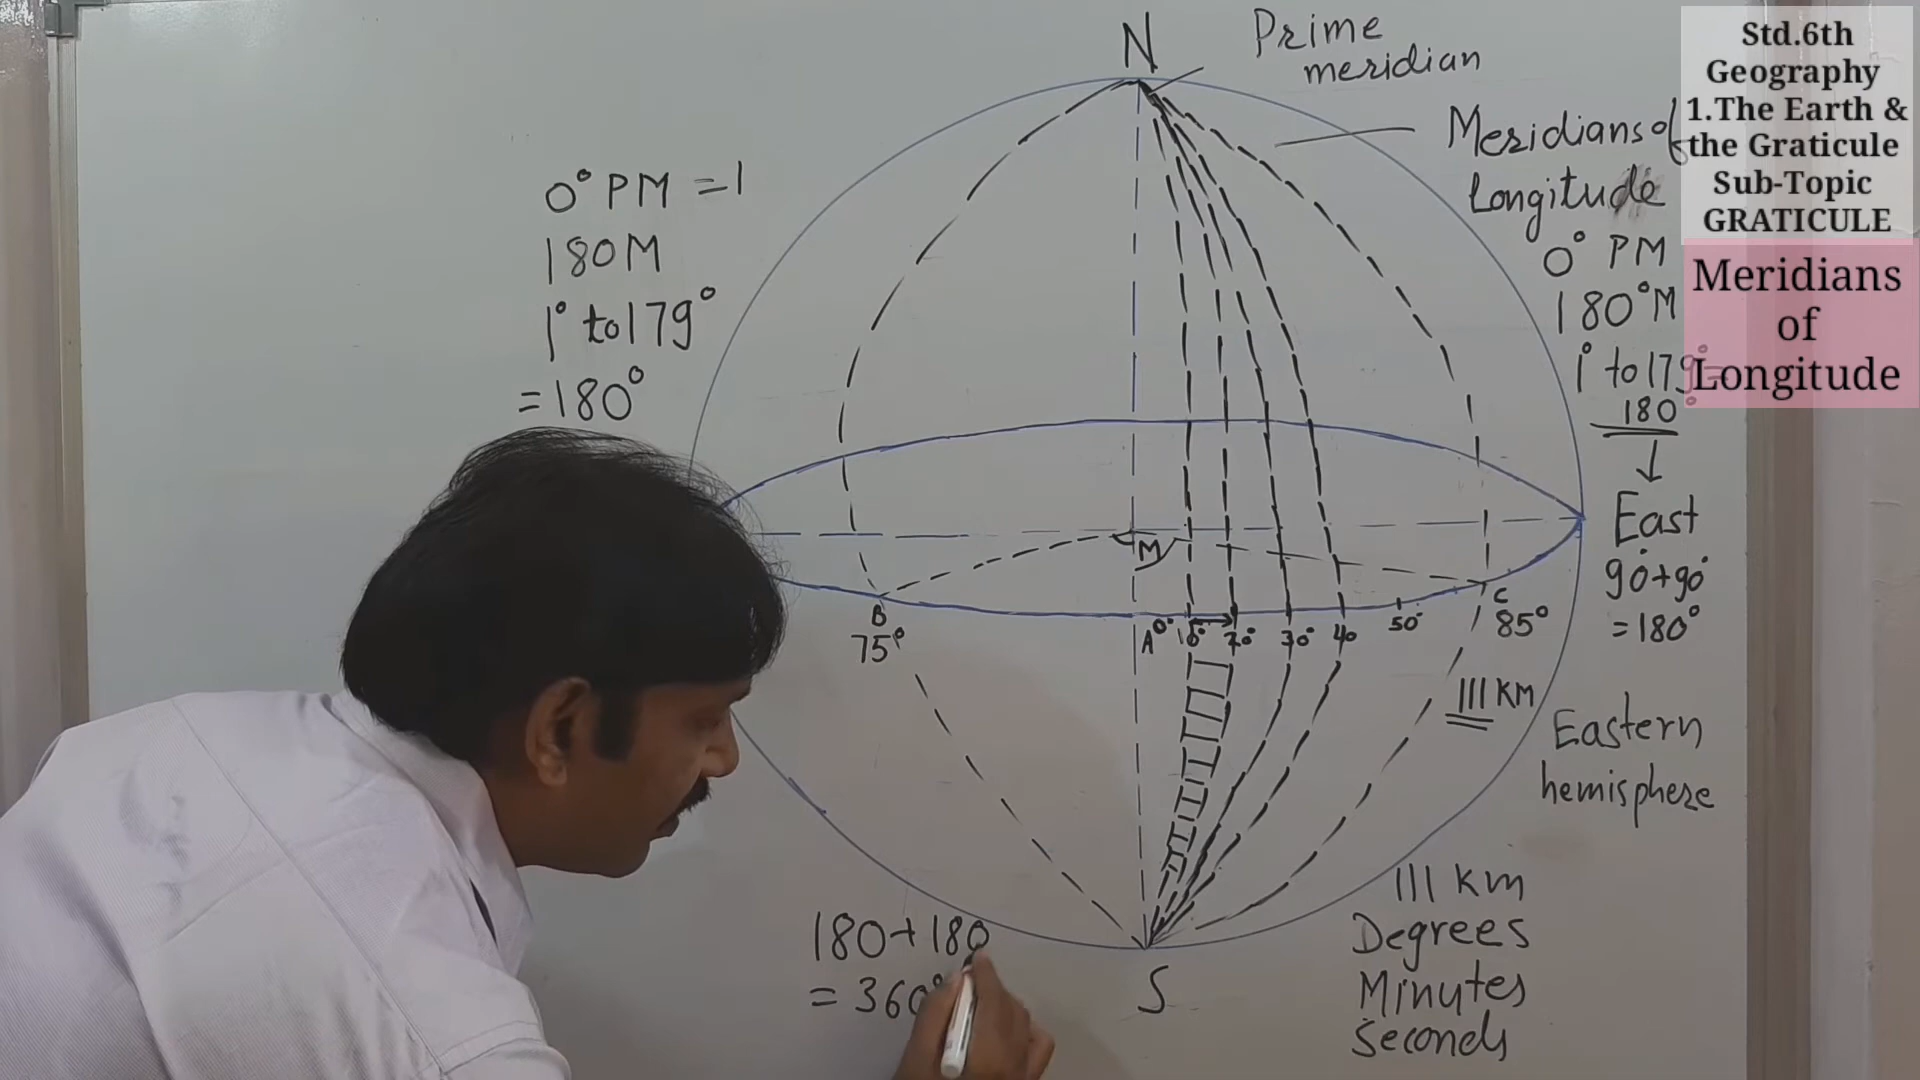 N
Prime
meridian
Meridians of
Longitude
0° PM
180°M
1° to 179°=
180°
East
90°+90°
=180°
Eastern
hemisphere
0° PM =1
180M
1° to 179°
=180°
M
B
75°
A
0°
10°
20°
30°
40
50°
C
85°
111 KM
180+180
=360°
S
111 KM
Degrees
Minutes
Seconds
Std.6th
Geography
1.The Earth &
the Graticule
Sub-Topic
GRATICULE
Meridians
of
Longitude